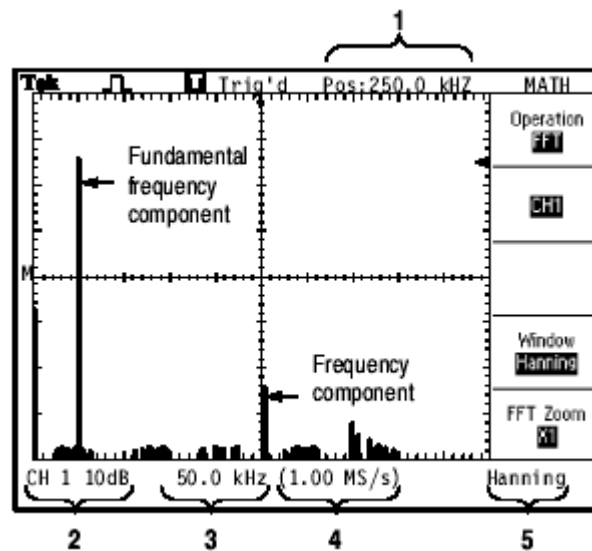 1
Tek Trig'd Pos:250.0 kHZ MATH
Operation
FFT
CH1
Fundamental
frequency
component
M
Window
Hanning
Frequency
component
FFT Zoom
X1
CH 1 10dB 50.0 kHz (1.00 MS/s) Hanning
2 3 4 5